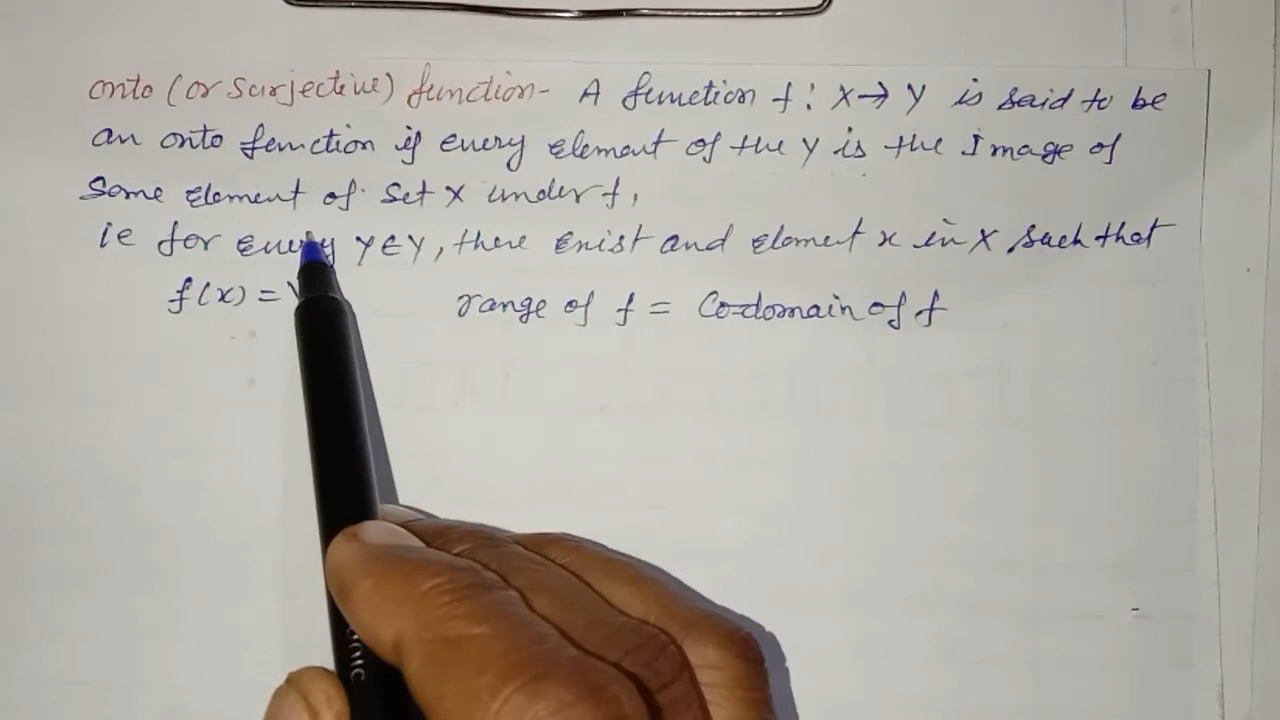 onto (or Surjective) function - A function f : X → Y is said to be
an onto function if every element of the Y is the Image of
Some element of Set X under f,
ie for every Y ∈ Y, there Exist and element x in X such that
f(x) = Y range of f = Co-domain of f